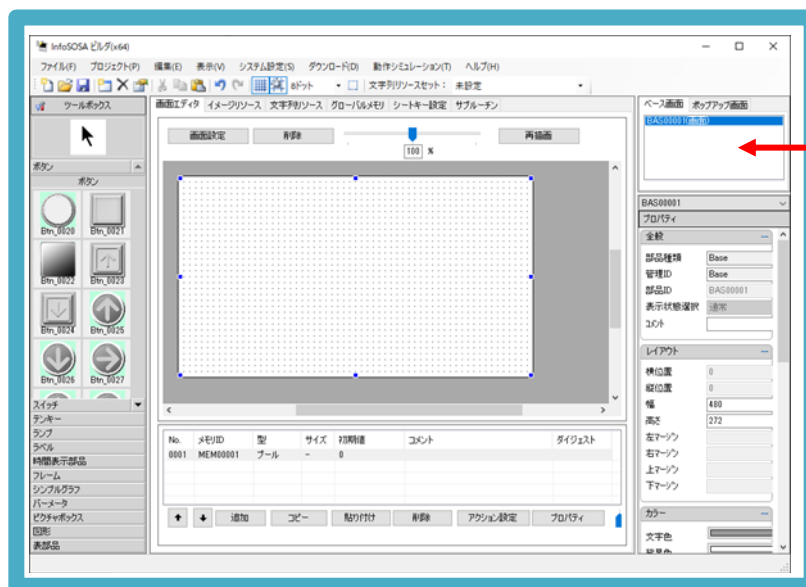 InfoSOSA ビルダ(x64)
ファイル(F) プロジェクト(P) 編集(E) 表示(V) システム設定(S) ダウンロード(D) 動作シミュレーション(T) ヘルプ(H)
8ドット 文字列リソースセット： 未設定
ツールボックス
画面エディタ イメージリソース 文字列リソース グローバルメモリ シートキー設定 サブルーチン
ベース画面 ポップアップ画面
BAS00001(画面)
画面設定 削除 再描画
100 %
ボタン
ボタン
Btn_0020 Btn_0021
Btn_0022 Btn_0023
Btn_0024 Btn_0025
Btn_0026 Btn_0027
スイッチ
テンキー
ランプ
ラベル
時間表示部品
フレーム
シンプルグラフ
バーメータ
ピクチャボックス
図形
表部品
No. メモリID 型 サイズ 初期値 コメント ダイジェスト
0001 MEM00001 ブール - 0
追加 コピー 貼り付け 削除 アクション設定 プロパティ
BAS00001
プロパティ
全般
部品種類 Base
管理ID Base
部品ID BAS00001
表示状態選択 通常
コメント
レイアウト
横位置 0
縦位置 0
幅 480
高さ 272
左マージン
右マージン
上マージン
下マージン
カラー
文字色
背景色